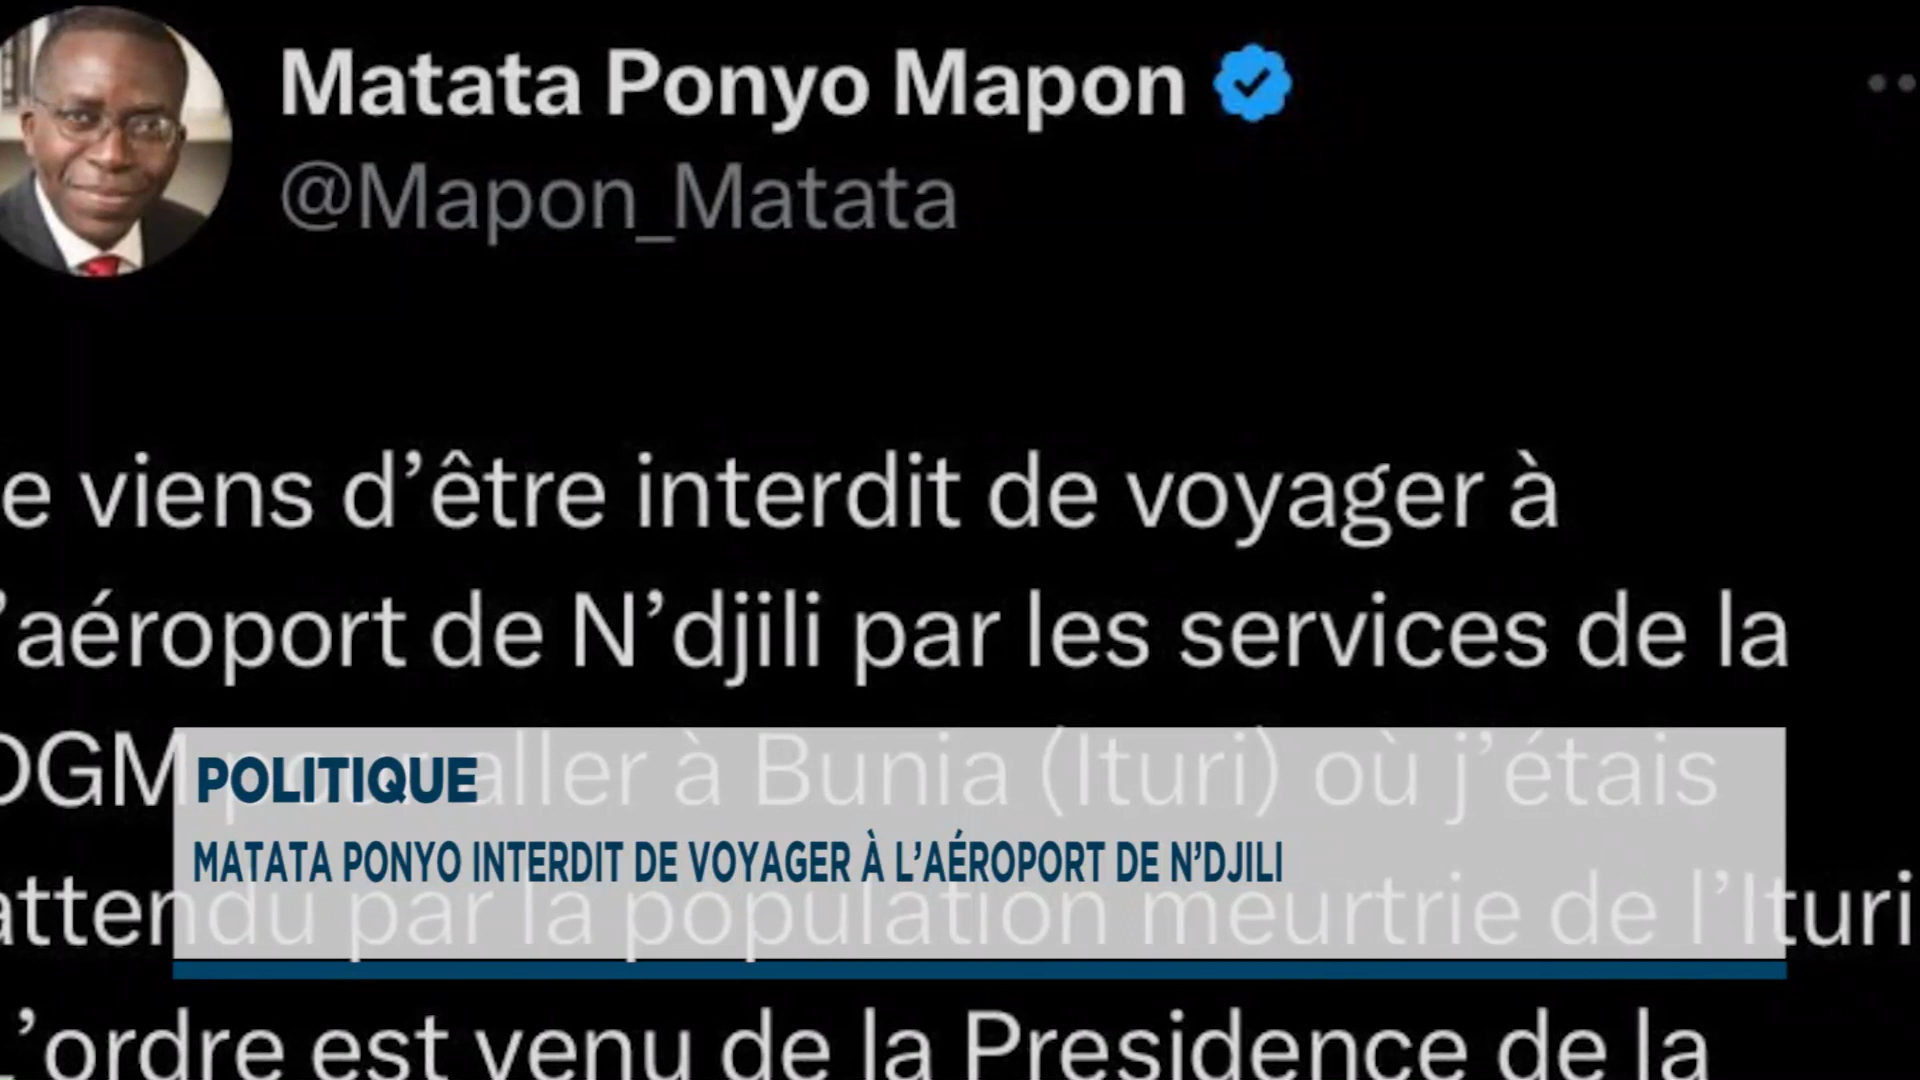 Matata Ponyo Mapon
@Mapon_Matata
e viens d’être interdit de voyager à
’aéroport de N’djili par les services de la
DGM pour aller à Bunia (Ituri) où j’étais
POLITIQUE
MATATA PONYO INTERDIT DE VOYAGER À L’AÉROPORT DE N’DJILI
attendu par la population meurtrie de l’Ituri
L’ordre est venu de la Presidence de la